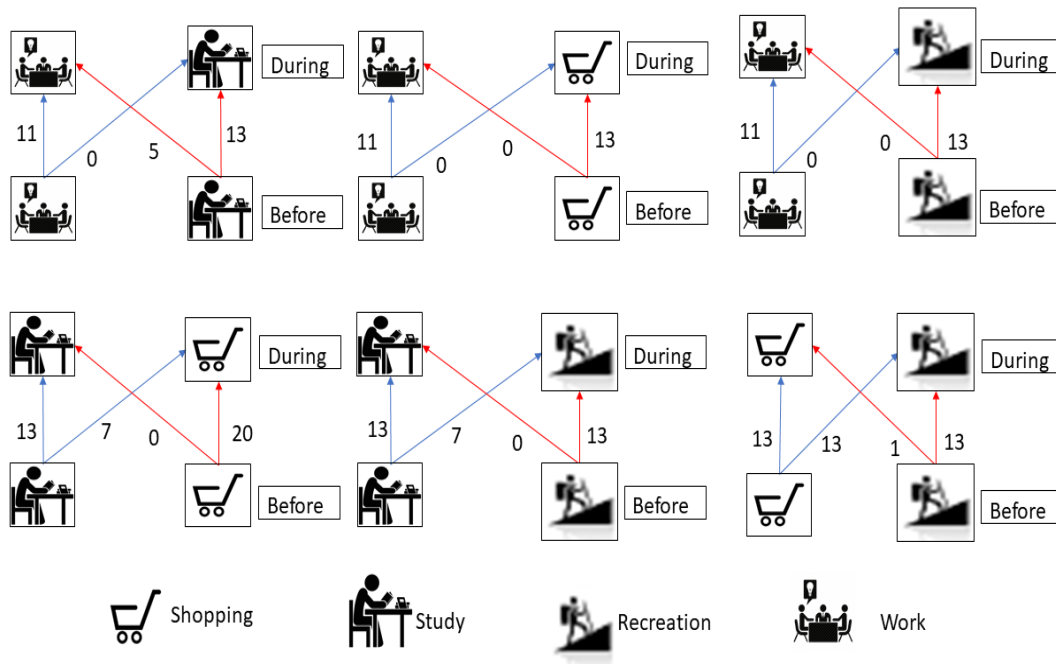 During
During
During
11
0
5
13
11
0
0
13
11
0
0
13
Before
Before
Before
During
During
During
13
7
0
20
13
7
0
13
13
13
1
13
Before
Before
Before
Shopping
Study
Recreation
Work